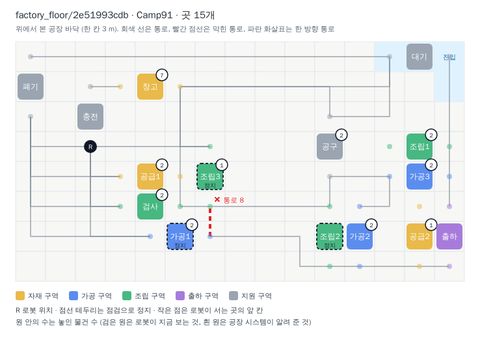 factory_floor/2e51993cdb · Camp91 · 곳 15개
위에서 본 공장 바닥 (한 칸 3 m). 회색 선은 통로, 빨간 점선은 막힌 통로, 파란 화살표는 한 방향 통로
대기
진입
폐기
창고 7
충전
R
공구 2
조립1 2
공급1 2
조립3 1
정지
가공3 2
검사 2
✕ 통로 8
가공1 2
정지
조립2
정지
가공2 2
공급2 1
출하
자재 구역
가공 구역
조립 구역
출하 구역
지원 구역
R 로봇 위치 · 점선 테두리는 점검으로 정지 · 작은 점은 로봇이 서는 곳의 앞 칸
원 안의 수는 놓인 물건 수 (검은 원은 로봇이 지금 보는 것, 흰 원은 공장 시스템이 알려 준 것)